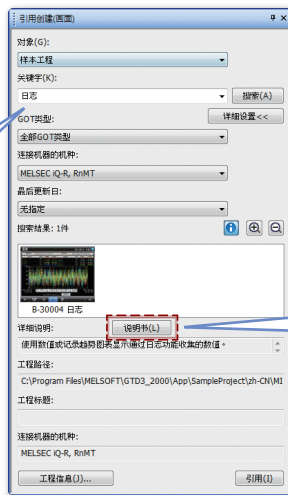 引用创建(画面)
对象(G):
样本工程
关键字(K):
日志
搜索(A)
GOT类型:
详细设置<<
全部GOT类型
连接机器的机种:
MELSEC iQ-R, RnMT
最后更新日:
无指定
搜索结果: 1件
B-30004 日志
详细说明:
说明书(L)
使用数值或记录趋势图表显示通过日志功能收集的数值。
工程路径:
C:\Program Files\MELSOFT\GTD3_2000\App\SampleProject\zh-CN\MI
工程标题:
连接机器的机种:
MELSEC iQ-R, RnMT
工程信息(J)...
引用(I)